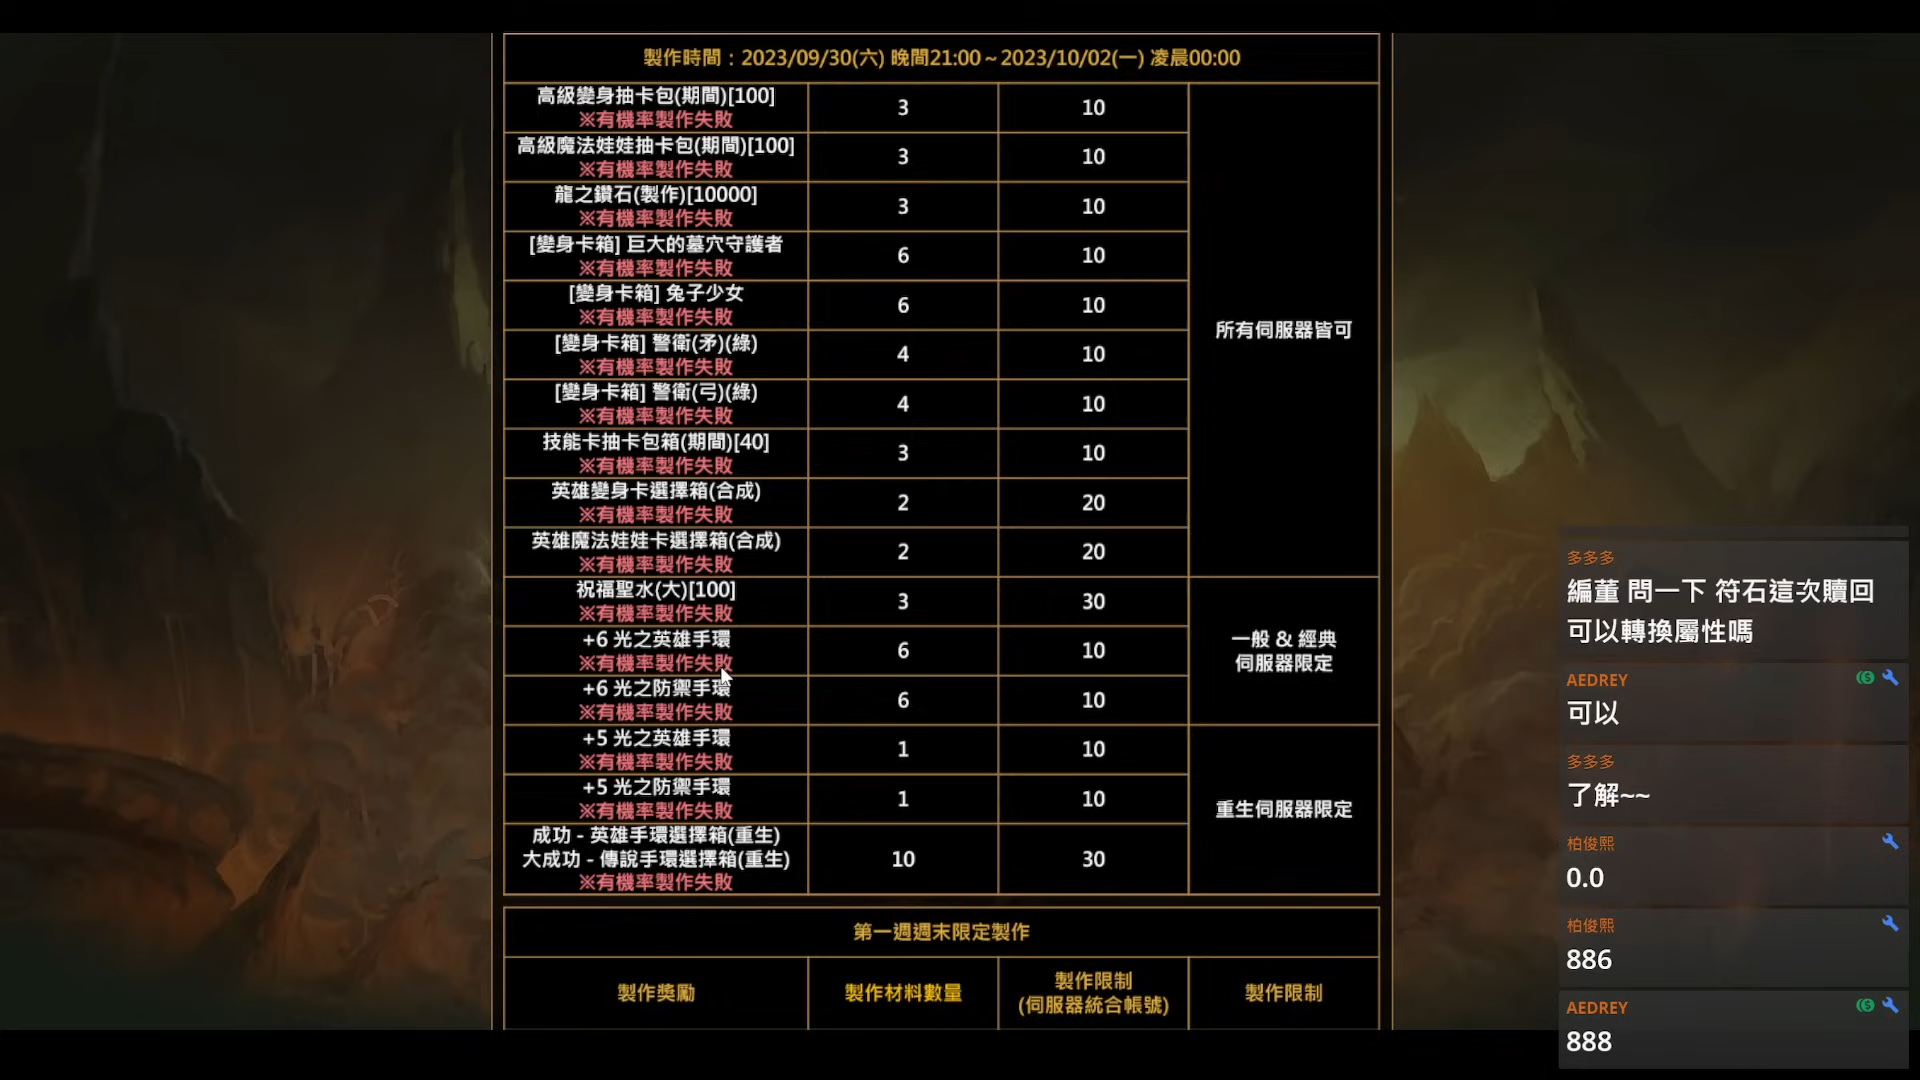 製作時間：2023/09/30(六) 晚間21:00～2023/10/02(一) 凌晨00:00
高級變身抽卡包(期間)[100]
※有機率製作失敗
3
10
高級魔法娃娃抽卡包(期間)[100]
※有機率製作失敗
3
10
龍之鑽石(製作)[10000]
※有機率製作失敗
3
10
[變身卡箱] 巨大的墓穴守護者
※有機率製作失敗
6
10
[變身卡箱] 兔子少女
※有機率製作失敗
6
10
[變身卡箱] 警衛(矛)(綠)
※有機率製作失敗
4
10
[變身卡箱] 警衛(弓)(綠)
※有機率製作失敗
4
10
技能卡抽卡包箱(期間)[40]
※有機率製作失敗
3
10
英雄變身卡選擇箱(合成)
※有機率製作失敗
2
20
英雄魔法娃娃卡選擇箱(合成)
※有機率製作失敗
2
20
所有伺服器皆可
祝福聖水(大)[100]
※有機率製作失敗
3
30
+6 光之英雄手環
※有機率製作失敗
6
10
+6 光之防禦手環
※有機率製作失敗
6
10
一般 & 經典
伺服器限定
+5 光之英雄手環
※有機率製作失敗
1
10
+5 光之防禦手環
※有機率製作失敗
1
10
成功 - 英雄手環選擇箱(重生)
大成功 - 傳說手環選擇箱(重生)
※有機率製作失敗
10
30
重生伺服器限定
第一週週末限定製作
製作獎勵
製作材料數量
製作限制
(伺服器統合帳號)
製作限制
多多多
編董 問一下 符石這次贖回
可以轉換屬性嗎
AEDREY
可以
多多多
了解~~
柏俊熙
0.0
柏俊熙
886
AEDREY
888